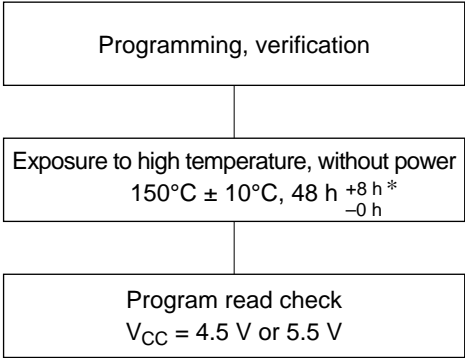 Programming, verification
Exposure to high temperature, without power
150°C ± 10°C, 48 h +8 h *
–0 h
Program read check
VCC = 4.5 V or 5.5 V